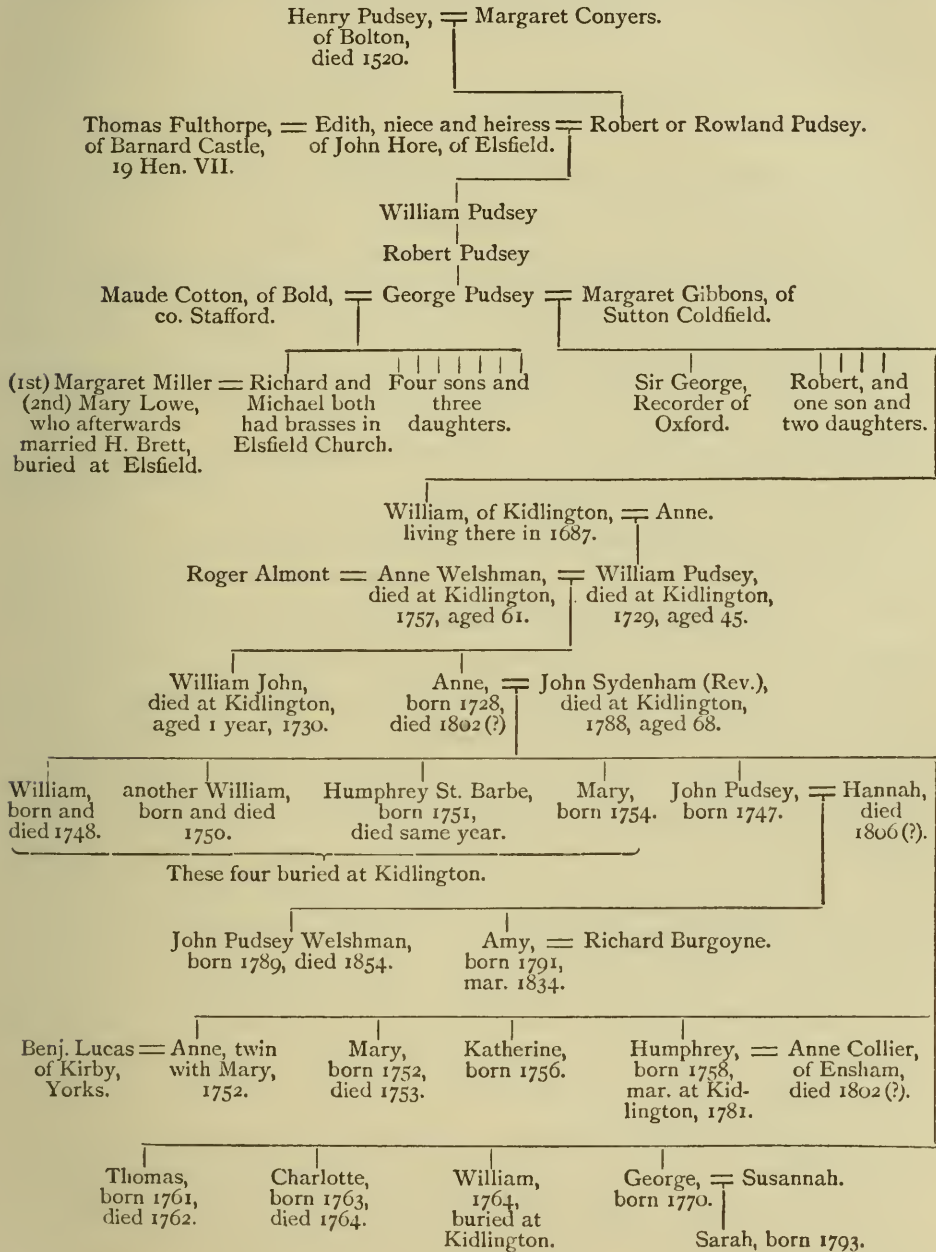 Henry Pudsey, = Margaret Conyers.
of Bolton,
died 1520.
Thomas Fulthorpe, = Edith, niece and heiress = Robert or Rowland Pudsey.
of Barnard Castle, of John Hore, of Elsfield.
19 Hen. VII.
William Pudsey
Robert Pudsey
Maude Cotton, of Bold, = George Pudsey = Margaret Gibbons, of
co. Stafford. Sutton Coldfield.
(1st) Margaret Miller = Richard and Four sons and Sir George, Robert, and
(2nd) Mary Lowe, Michael both three Recorder of one son and
who afterwards had brasses in daughters. Oxford. two daughters.
married H. Brett, Elsfield Church.
buried at Elsfield.
William, of Kidlington, = Anne.
living there in 1687.
Roger Almont = Anne Welshman, = William Pudsey,
died at Kidlington, died at Kidlington,
1757, aged 61. 1729, aged 45.
William John, Anne, = John Sydenham (Rev.),
died at Kidlington, born 1728, died at Kidlington,
aged 1 year, 1730. died 1802(?) 1788, aged 68.
William, another William, Humphrey St. Barbe, Mary, John Pudsey, = Hannah,
born and born and died born 1751, born 1754. born 1747. died
died 1748. 1750. died same year. 1806(?).
These four buried at Kidlington.
John Pudsey Welshman, Amy, = Richard Burgoyne.
born 1789, died 1854. born 1791,
mar. 1834.
Benj. Lucas = Anne, twin Mary, Katherine, Humphrey, = Anne Collier,
of Kirby, with Mary, born 1752, born 1756. born 1758, of Ensham,
Yorks. 1752. died 1753. mar. at Kid- died 1802(?).
lington, 1781.
Thomas, Charlotte, William, George, = Susannah.
born 1761, born 1763, 1764, born 1770.
died 1762. died 1764. buried at
Kidlington. Sarah, born 1793.